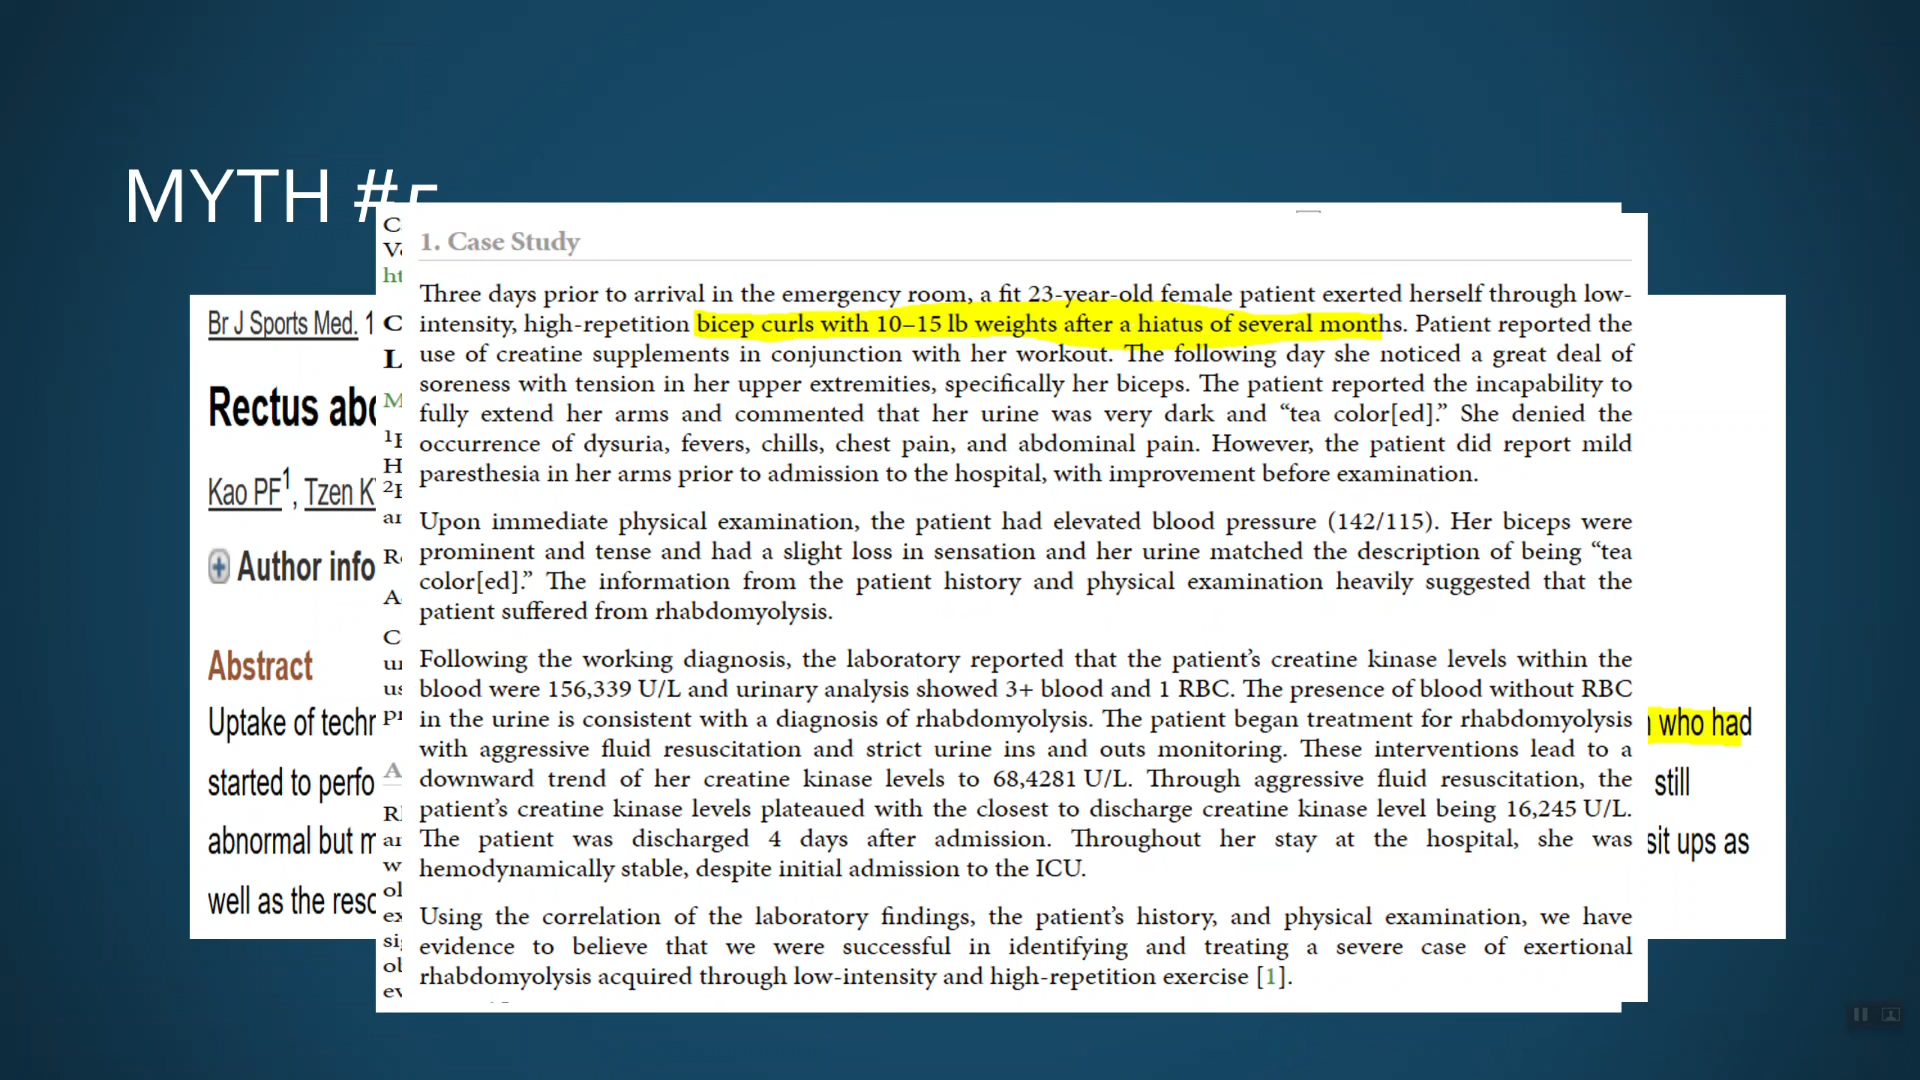 MYTH #5
1. Case Study
Three days prior to arrival in the emergency room, a fit 23-year-old female patient exerted herself through low-
intensity, high-repetition bicep curls with 10–15 lb weights after a hiatus of several months. Patient reported the
use of creatine supplements in conjunction with her workout. The following day she noticed a great deal of
soreness with tension in her upper extremities, specifically her biceps. The patient reported the incapability to
fully extend her arms and commented that her urine was very dark and “tea color[ed].” She denied the
occurrence of dysuria, fevers, chills, chest pain, and abdominal pain. However, the patient did report mild
paresthesia in her arms prior to admission to the hospital, with improvement before examination.
Upon immediate physical examination, the patient had elevated blood pressure (142/115). Her biceps were
prominent and tense and had a slight loss in sensation and her urine matched the description of being “tea
color[ed].” The information from the patient history and physical examination heavily suggested that the
patient suffered from rhabdomyolysis.
Following the working diagnosis, the laboratory reported that the patient’s creatine kinase levels within the
blood were 156,339 U/L and urinary analysis showed 3+ blood and 1 RBC. The presence of blood without RBC
in the urine is consistent with a diagnosis of rhabdomyolysis. The patient began treatment for rhabdomyolysis
with aggressive fluid resuscitation and strict urine ins and outs monitoring. These interventions lead to a
downward trend of her creatine kinase levels to 68,4281 U/L. Through aggressive fluid resuscitation, the
patient’s creatine kinase levels plateaued with the closest to discharge creatine kinase level being 16,245 U/L.
The patient was discharged 4 days after admission. Throughout her stay at the hospital, she was
hemodynamically stable, despite initial admission to the ICU.
Using the correlation of the laboratory findings, the patient’s history, and physical examination, we have
evidence to believe that we were successful in identifying and treating a severe case of exertional
rhabdomyolysis acquired through low-intensity and high-repetition exercise [1].
Br J Sports Med. 1
Rectus abd
Kao PF1, Tzen K
Author info
Abstract
Uptake of techn
started to perfo
abnormal but m
well as the reso
who had
still
sit ups as